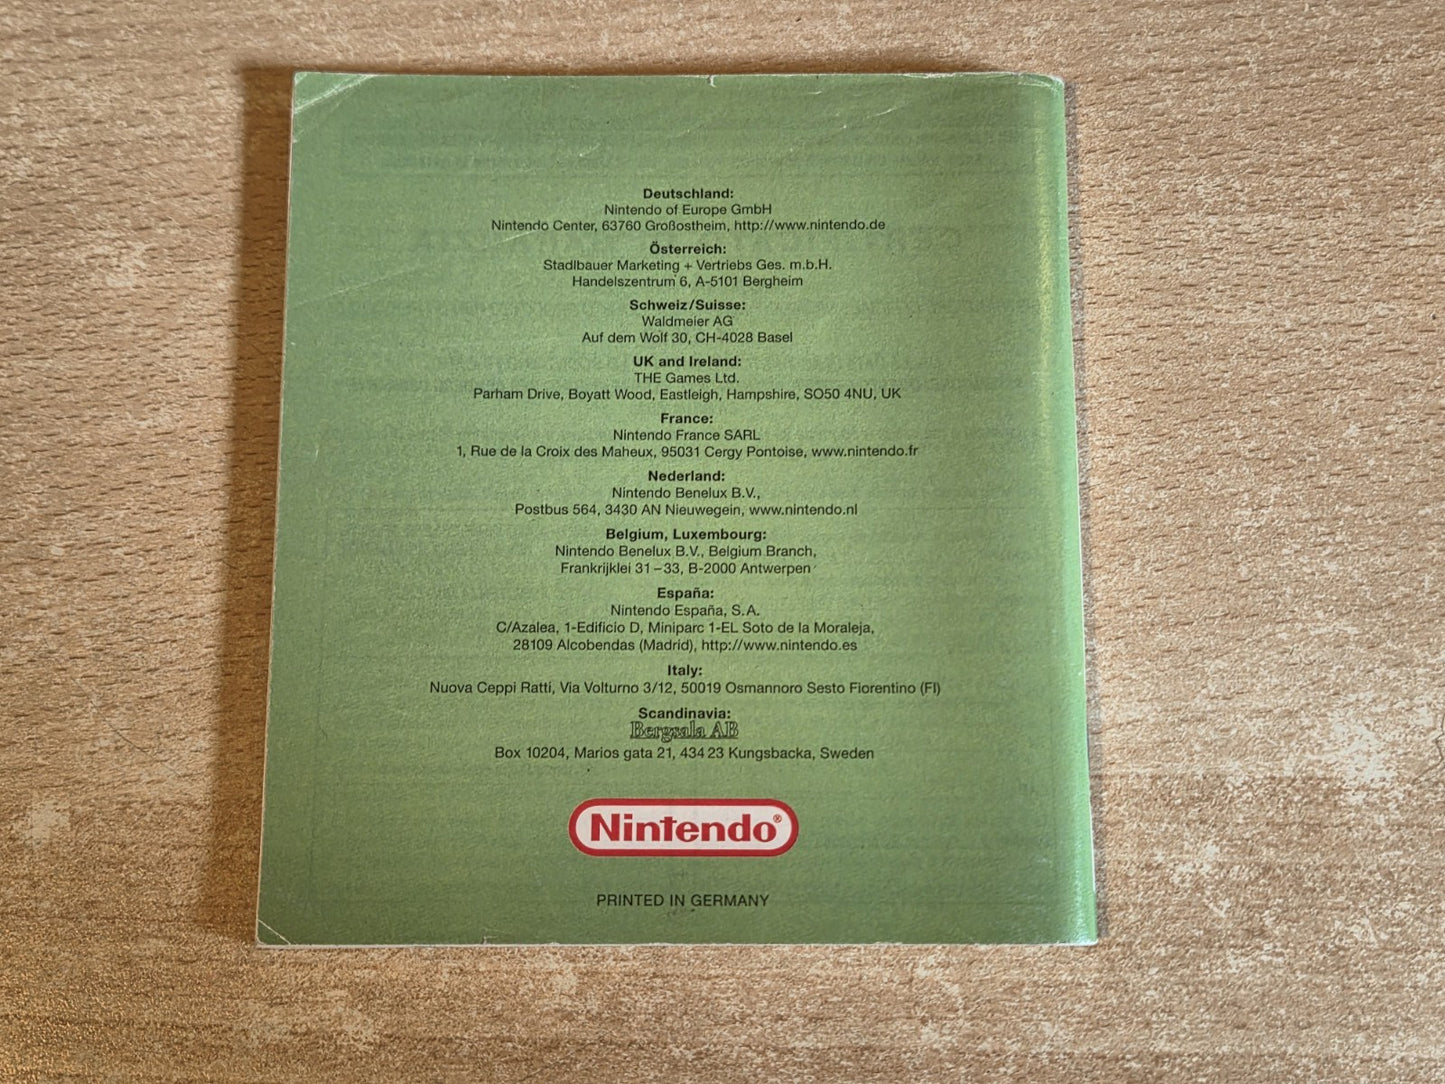 Deutschland:
Nintendo of Europe GmbH
Nintendo Center, 63760 Großostheim, http://www.nintendo.de
Österreich:
Stadlbauer Marketing + Vertriebs Ges. m.b.H.
Handelszentrum 6, A-5101 Bergheim
Schweiz/Suisse:
Waldmeier AG
Auf dem Wolf 30, CH-4028 Basel
UK and Ireland:
THE Games Ltd.
Parham Drive, Boyatt Wood, Eastleigh, Hampshire, SO50 4NU, UK
France:
Nintendo France SARL
1, Rue de la Croix des Maheux, 95031 Cergy Pontoise, www.nintendo.fr
Nederland:
Nintendo Benelux B.V.,
Postbus 564, 3430 AN Nieuwegein, www.nintendo.nl
Belgium, Luxembourg:
Nintendo Benelux B.V., Belgium Branch,
Frankrijklei 31–33, B-2000 Antwerpen
España:
Nintendo España, S.A.
C/Azalea, 1-Edificio D, Miniparc 1-EL Soto de la Moraleja,
28109 Alcobendas (Madrid), http://www.nintendo.es
Italy:
Nuova Ceppi Ratti, Via Volturno 3/12, 50019 Osmannoro Sesto Fiorentino (FI)
Scandinavia:
Bergsala AB
Box 10204, Marios gata 21, 434 23 Kungsbacka, Sweden
Nintendo®
PRINTED IN GERMANY